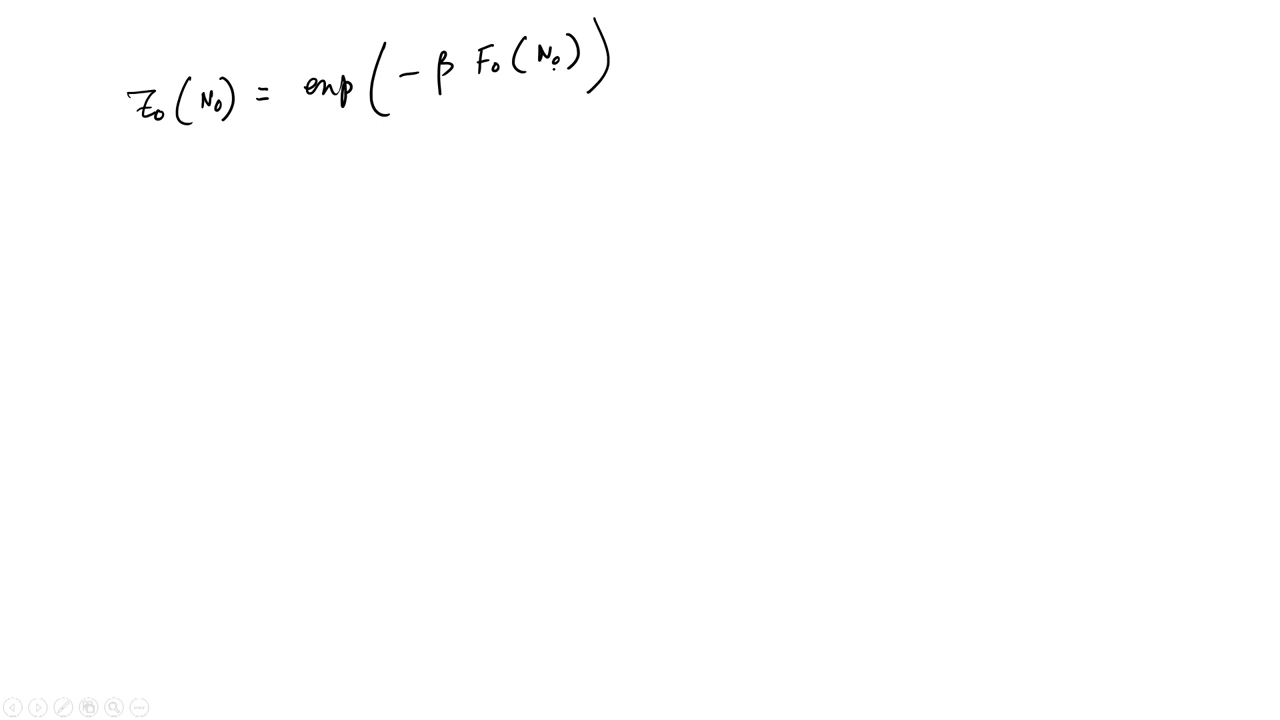 Z₀(N₀) = exp(-β F₀(N₀))